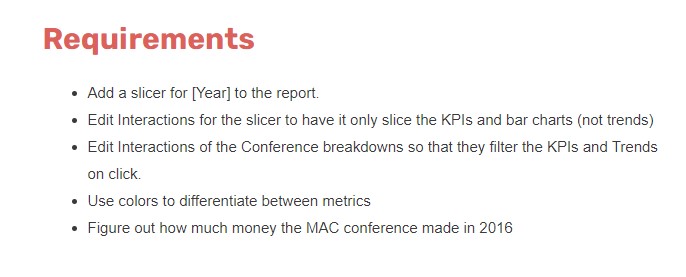 Requirements
• Add a slicer for [Year] to the report.
• Edit Interactions for the slicer to have it only slice the KPIs and bar charts (not trends)
• Edit Interactions of the Conference breakdowns so that they filter the KPIs and Trends
on click.
• Use colors to differentiate between metrics
• Figure out how much money the MAC conference made in 2016